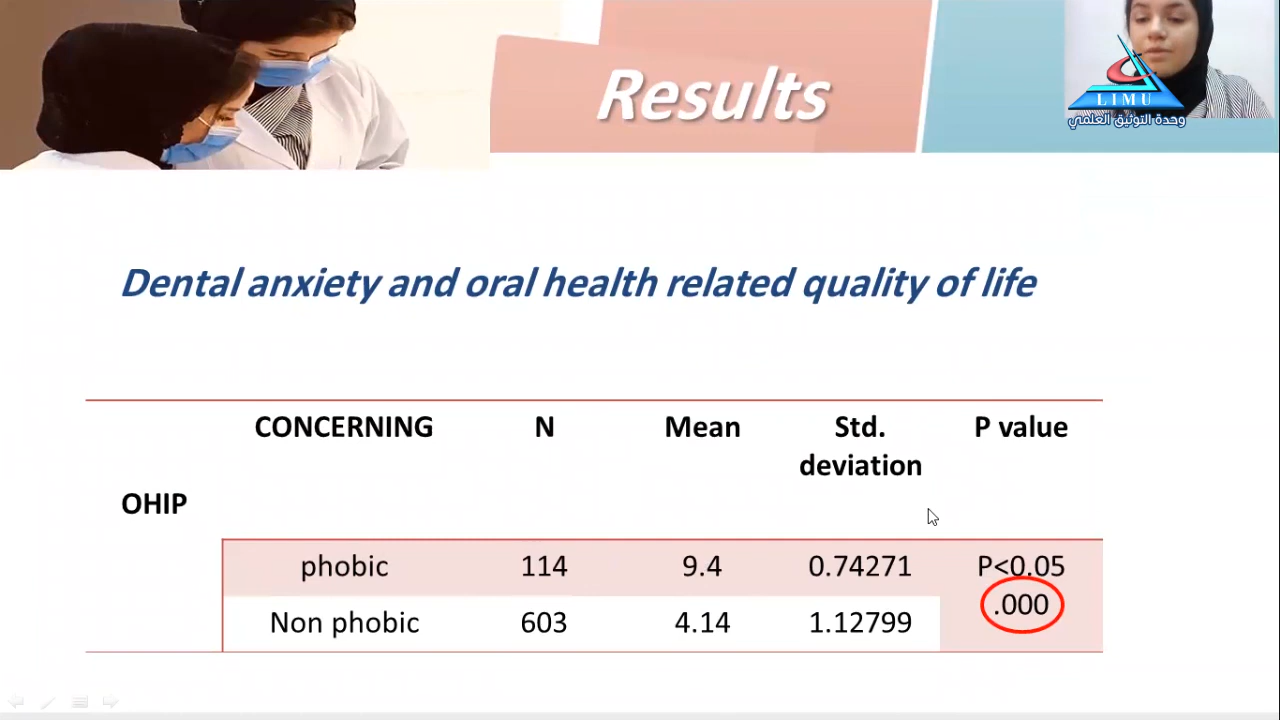 Results
LIMU
وحدة التوثيق العلمي
Dental anxiety and oral health related quality of life
OHIP
CONCERNING N Mean Std. deviation P value
phobic 114 9.4 0.74271 P<0.05
.000
Non phobic 603 4.14 1.12799